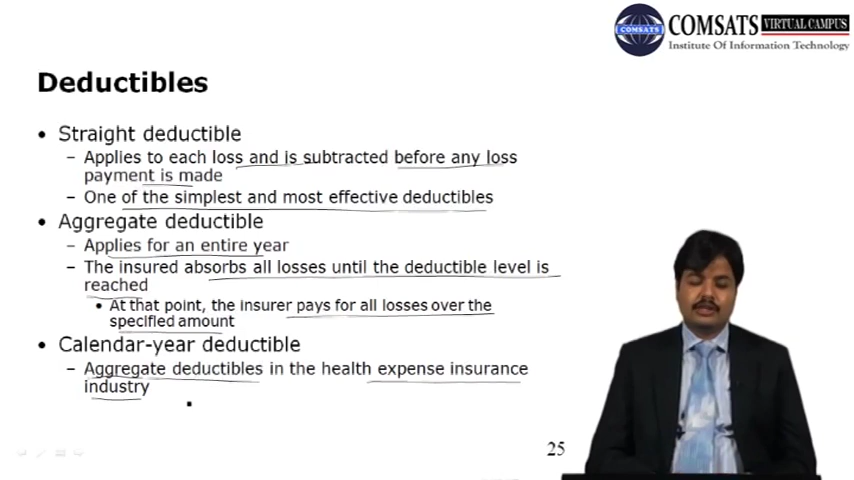 COMSATS
COMSATS VIRTUAL CAMPUS
Institute Of Information Technology
Deductibles
• Straight deductible
– Applies to each loss and is subtracted before any loss
payment is made
– One of the simplest and most effective deductibles
• Aggregate deductible
– Applies for an entire year
– The insured absorbs all losses until the deductible level is
reached
• At that point, the insurer pays for all losses over the
specified amount
• Calendar-year deductible
– Aggregate deductibles in the health expense insurance
industry
25